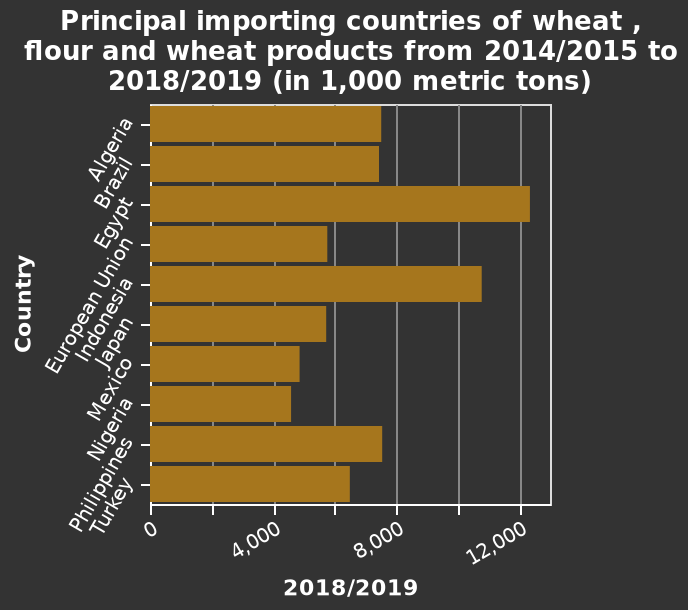 Principal importing countries of wheat ,
flour and wheat products from 2014/2015 to
2018/2019 (in 1,000 metric tons)
Country
Algeria
Brazil
Egypt
European Union
Indonesia
Japan
Mexico
Nigeria
Philippines
Turkey
0
4,000
8,000
12,000
2018/2019